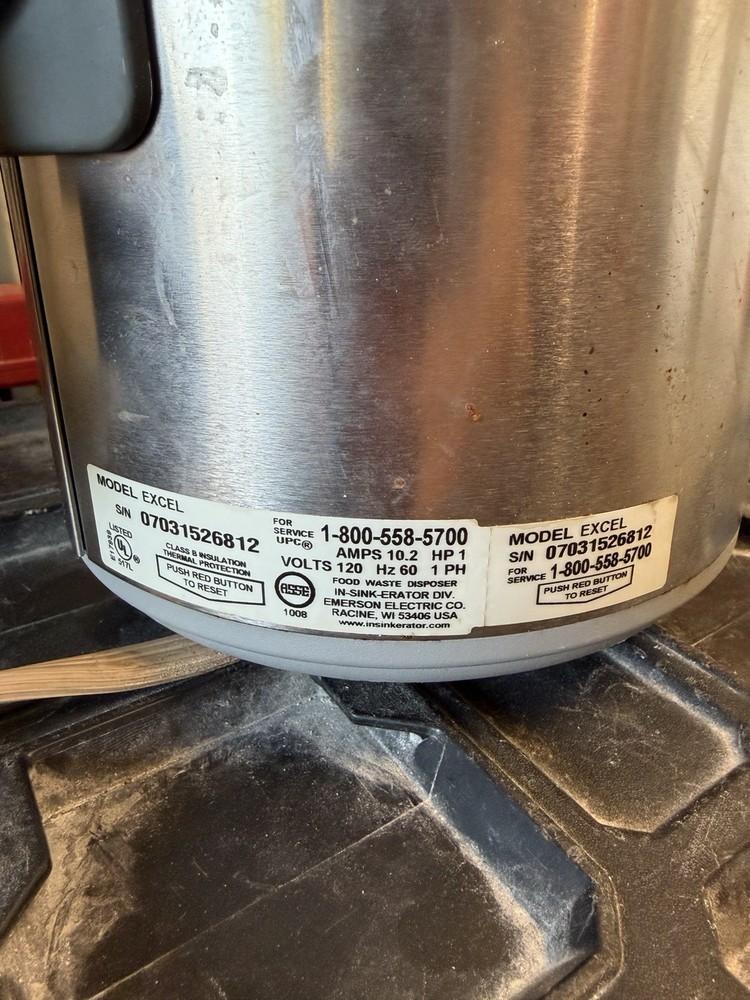 MODEL EXCEL
S/N 07031526812
LISTED
UL ®
517L
E117938
CLASS B INSULATION
THERMAL PROTECTION
PUSH RED BUTTON
TO RESET
FOR
SERVICE 1-800-558-5700
UPC®
AMPS 10.2 HP 1
VOLTS 120 Hz 60 1 PH
ASSE
1008
FOOD WASTE DISPOSER
IN-SINK-ERATOR DIV.
EMERSON ELECTRIC CO.
RACINE, WI 53406 USA
www.insinkerator.com
MODEL EXCEL
S/N 07031526812
FOR
SERVICE 1-800-558-5700
PUSH RED BUTTON
TO RESET